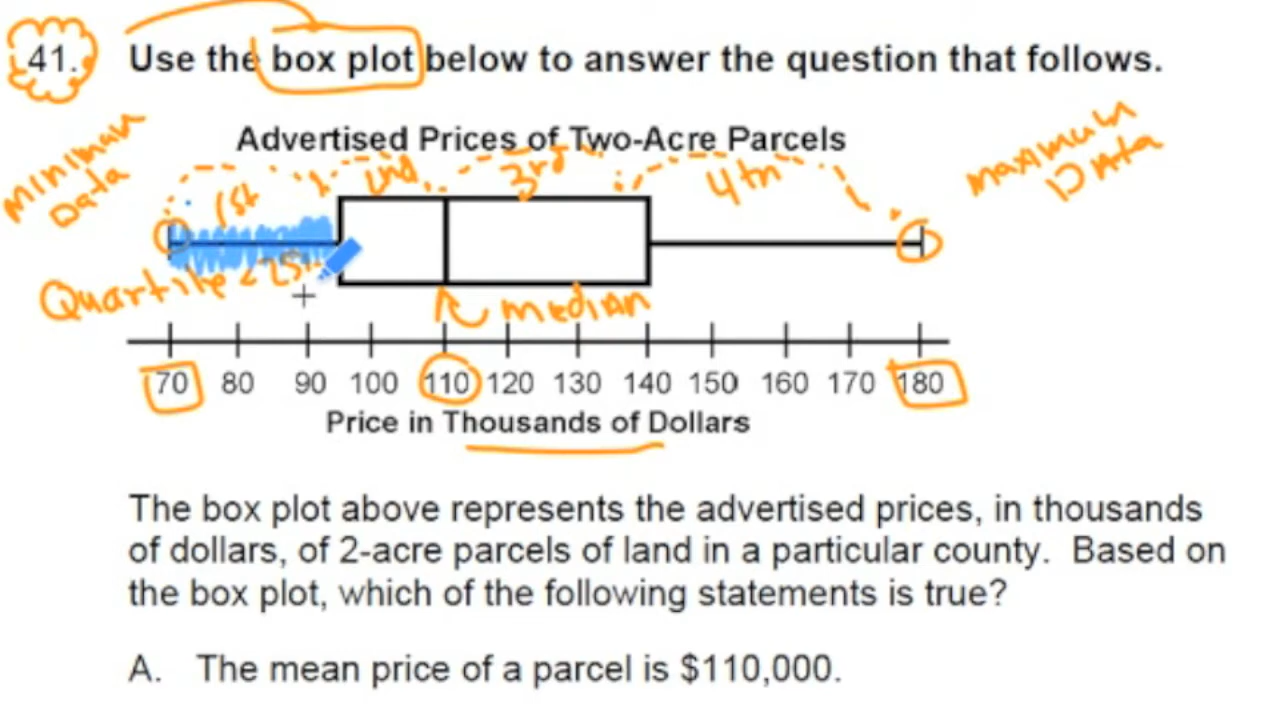 41. Use the box plot below to answer the question that follows.
Advertised Prices of Two-Acre Parcels
Minimum Data
1st
2nd
3rd
4th
Maximum Data
Quartile <25%
Median
70 80 90 100 110 120 130 140 150 160 170 180
Price in Thousands of Dollars
The box plot above represents the advertised prices, in thousands
of dollars, of 2-acre parcels of land in a particular county. Based on
the box plot, which of the following statements is true?
A. The mean price of a parcel is $110,000.